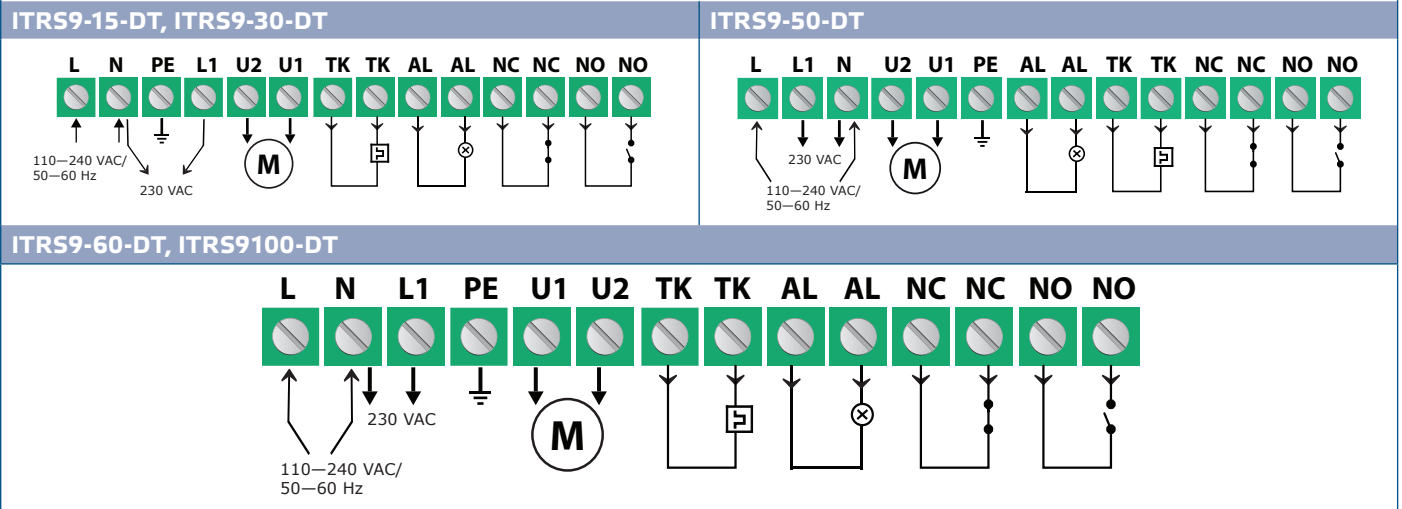 ITRS9-15-DT, ITRS9-30-DT
L N PE L1 U2 U1 TK TK AL AL NC NC NO NO
110—240 VAC/
50—60 Hz
230 VAC
M
ITRS9-50-DT
L L1 N U2 U1 PE AL AL TK TK NC NC NO NO
230 VAC
110—240 VAC/
50—60 Hz
M
ITRS9-60-DT, ITRS9100-DT
L N L1 PE U1 U2 TK TK AL AL NC NC NO NO
230 VAC
110—240 VAC/
50—60 Hz
M